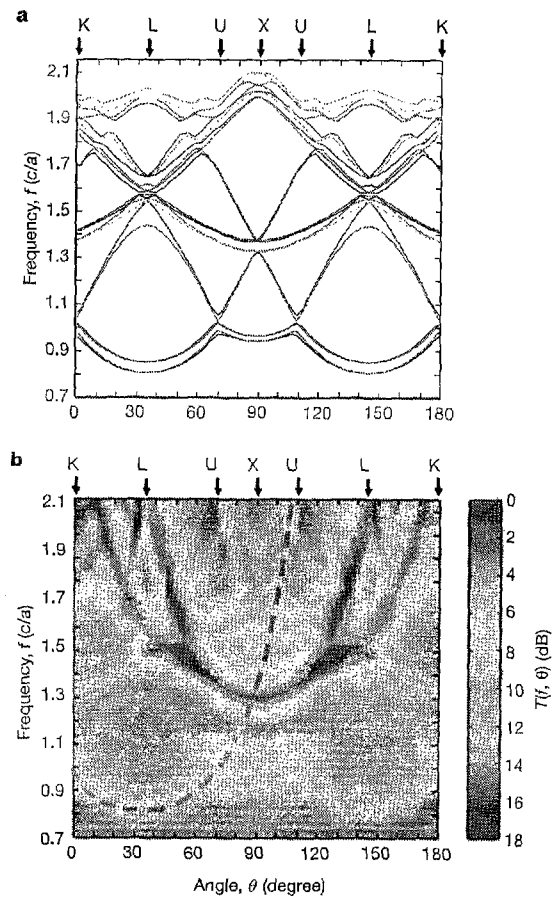 a
K L U X U L K
Frequency, f (c/a)
2.1
1.9
1.7
1.5
1.3
1.1
0.9
0.7
0 30 60 90 120 150 180
b
K L U X U L K
Frequency, f (c/a)
2.1
1.9
1.7
1.5
1.3
1.1
0.9
0.7
0 30 60 90 120 150 180
Angle, θ (degree)
0
2
4
6
8
10
12
14
16
18
T(f, θ) (dB)